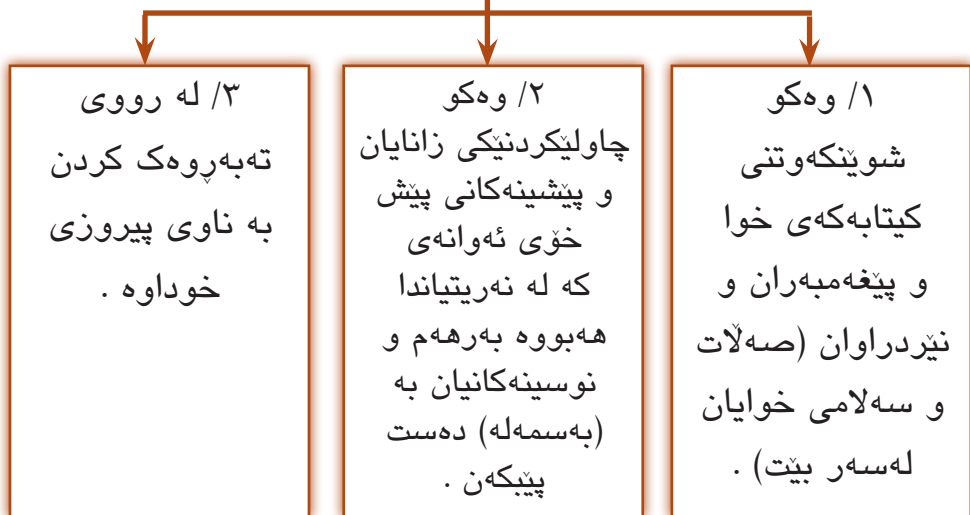 ١/ وەکو
شوێنکەوتنی
کیتابەکەی خوا
و پێغەمبەران و
نێردراوان (صەڵات
و سەلامی خوایان
لەسەر بێت) .
٢/ وەکو
چاولێکردنێکی زانایان
و پێشینەکانی پێش
خۆی ئەوانەی
کە لە نەریتیاندا
هەبووە بەرهەم و
نوسینەکانیان بە
(بەسمەلە) دەست
پێبکەن .
٣/ لە رووی
تەبەڕوەک کردن
بە ناوی پیروزی
خوداوە .